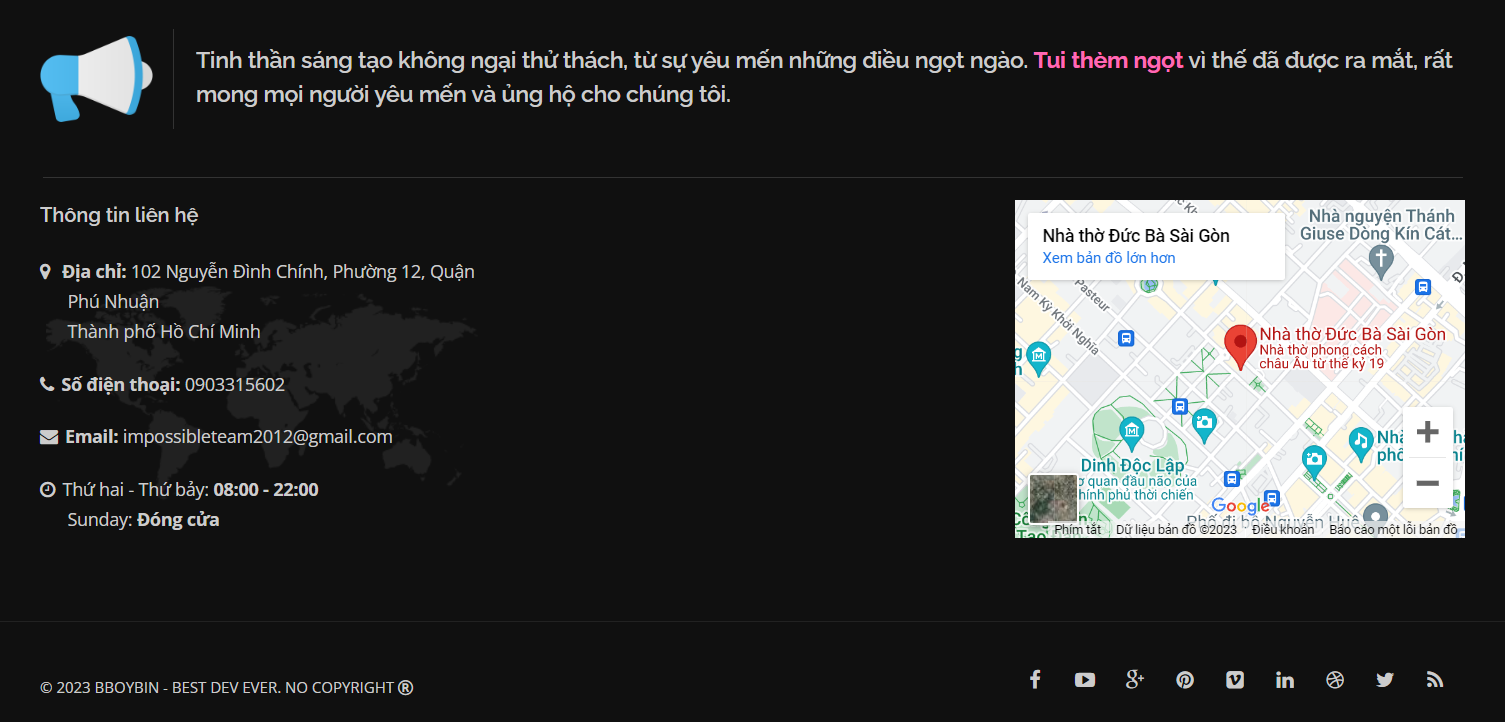 Tinh thần sáng tạo không ngại thử thách, từ sự yêu mến những điều ngọt ngào. Tui thèm ngọt vì thế đã được ra mắt, rất
mong mọi người yêu mến và ủng hộ cho chúng tôi.
Thông tin liên hệ
Địa chỉ: 102 Nguyễn Đình Chính, Phường 12, Quận
Phú Nhuận
Thành phố Hồ Chí Minh
Số điện thoại: 0903315602
Email: impossibleteam2012@gmail.com
Thứ hai - Thứ bảy: 08:00 - 22:00
Sunday: Đóng cửa
Nhà thờ Đức Bà Sài Gòn
Xem bản đồ lớn hơn
Nhà nguyện Thánh
Giuse Dòng Kín Cát...
Pasteur
Nam Kỳ Khởi Nghĩa
Nhà thờ Đức Bà Sài Gòn
Nhà thờ phong cách
châu Âu từ thế kỷ 19
Dinh Độc Lập
quan đầu não của
chính phủ thời chiến
Google
Phố đi bộ Nguyễn Huệ
Phím tắt
Dữ liệu bản đồ ©2023
Điều khoản
Báo cáo một lỗi bản đồ
© 2023 BBOYBIN - BEST DEV EVER. NO COPYRIGHT ®